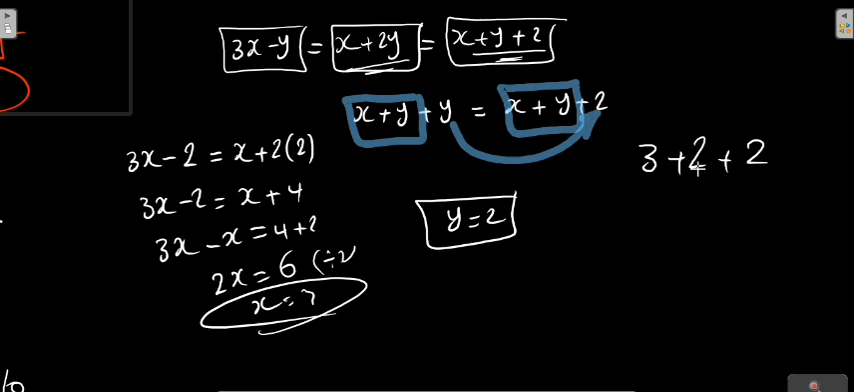 3x-y = x+2y = x+y+2
x+y+y = x+y+2
3x-2 = x+2(2)
3x-2 = x+4
3x-x = 4+2
2x = 6 (÷2)
x=3
y=2
3+2+2